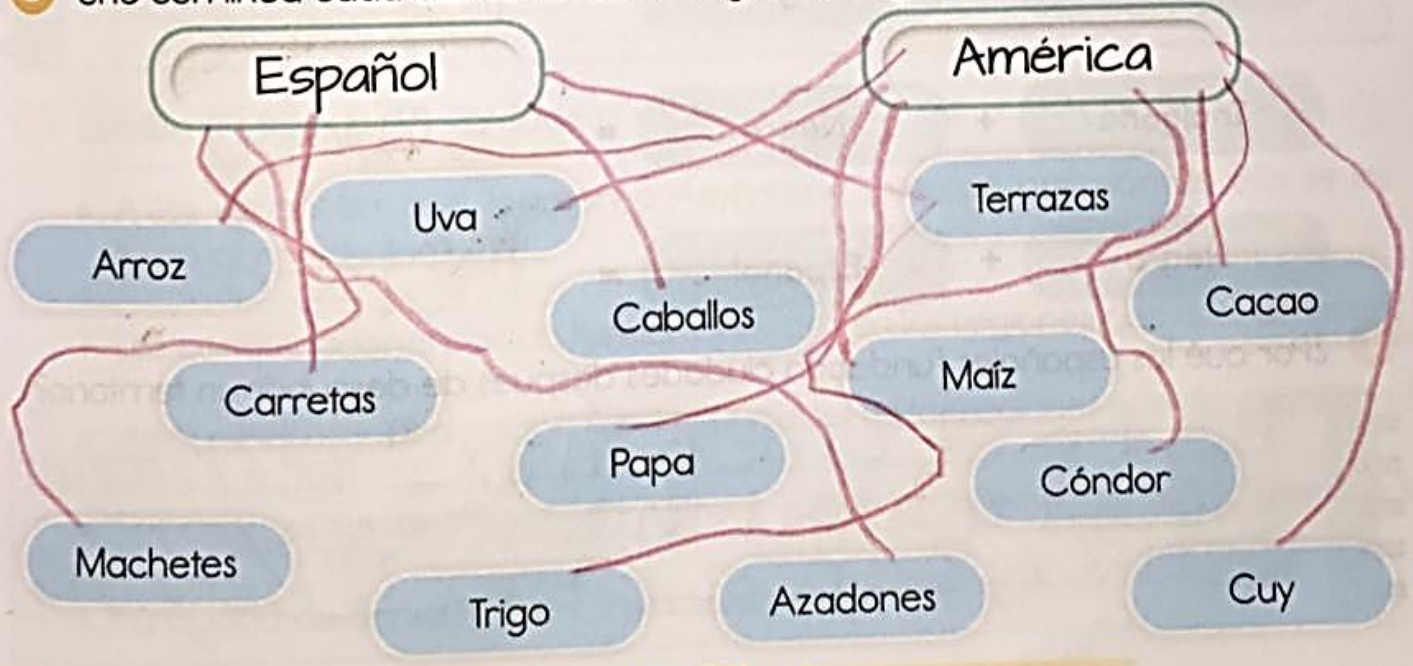 Español
América
Uva
Terrazas
Arroz
Caballos
Cacao
Carretas
Maíz
Papa
Cóndor
Machetes
Trigo
Azadones
Cuy